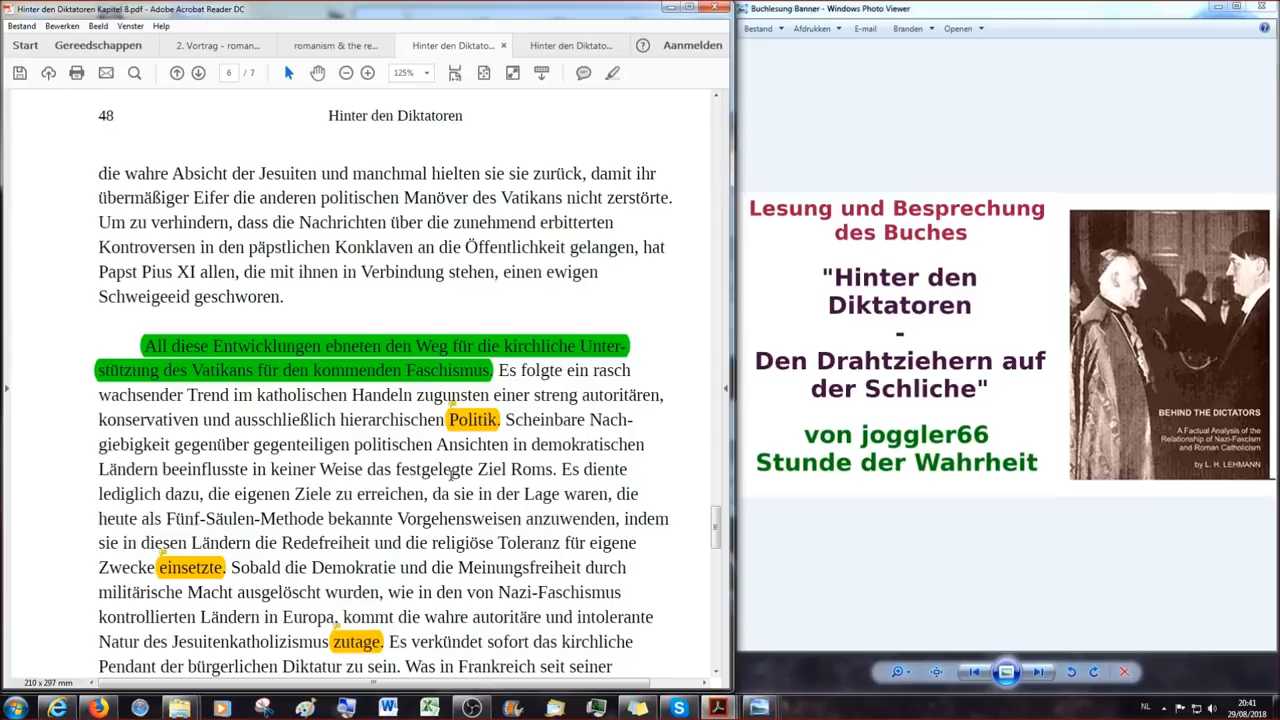 Hinter den Diktatoren Kapitel 8.pdf - Adobe Acrobat Reader DC
Bestand Bewerken Beeld Venster Help
Start Gereedschappen 2. Vortrag - roman... romanism & the re... Hinter den Diktato... × Hinter den Diktato... Aanmelden
6 / 7 125%
48 Hinter den Diktatoren
die wahre Absicht der Jesuiten und manchmal hielten sie sie zurück, damit ihr
übermäßiger Eifer die anderen politischen Manöver des Vatikans nicht zerstörte.
Um zu verhindern, dass die Nachrichten über die zunehmend erbitterten
Kontroversen in den päpstlichen Konklaven an die Öffentlichkeit gelangen, hat
Papst Pius XI allen, die mit ihnen in Verbindung stehen, einen ewigen
Schweigeeid geschworen.
All diese Entwicklungen ebneten den Weg für die kirchliche Unter-
stützung des Vatikans für den kommenden Faschismus. Es folgte ein rasch
wachsender Trend im katholischen Handeln zugunsten einer streng autoritären,
konservativen und ausschließlich hierarchischen Politik. Scheinbare Nach-
giebigkeit gegenüber gegenteiligen politischen Ansichten in demokratischen
Ländern beeinflusste in keiner Weise das festgelegte Ziel Roms. Es diente
lediglich dazu, die eigenen Ziele zu erreichen, da sie in der Lage waren, die
heute als Fünf-Säulen-Methode bekannte Vorgehensweisen anzuwenden, indem
sie in diesen Ländern die Redefreiheit und die religiöse Toleranz für eigene
Zwecke einsetzte. Sobald die Demokratie und die Meinungsfreiheit durch
militärische Macht ausgelöscht wurden, wie in den von Nazi-Faschismus
kontrollierten Ländern in Europa, kommt die wahre autoritäre und intolerante
Natur des Jesuitenkatholizismus zutage. Es verkündet sofort das kirchliche
Pendant der bürgerlichen Diktatur zu sein. Was in Frankreich seit seiner
210 x 297 mm
Buchlesung Banner - Windows Photo Viewer
Bestand Afdrukken E-mail Branden Openen
Lesung und Besprechung
des Buches
"Hinter den
Diktatoren
-
Den Drahtziehern auf
der Schliche"
von joggler66
Stunde der Wahrheit
BEHIND THE DICTATORS
A Factual Analysis of the
Relationship of Nazi-Fascism
and Roman Catholicism
by L. H. LEHMANN
NL
20:41
29/08/2018